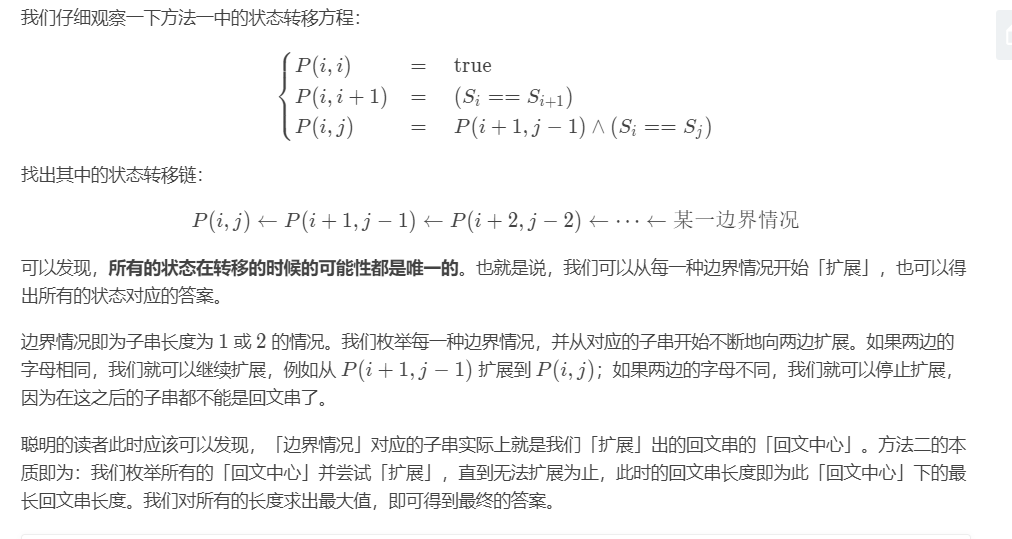 我们仔细观察一下方法一中的状态转移方程：
P(i, i) = true
P(i, i + 1) = (S_i == S_{i+1})
P(i, j) = P(i + 1, j − 1) ∧ (S_i == S_j)
找出其中的状态转移链：
P(i, j) ← P(i + 1, j − 1) ← P(i + 2, j − 2) ← ⋯ ← 某一边界情况
可以发现，所有的状态在转移的时候的可能性都是唯一的。也就是说，我们可以从每一种边界情况开始「扩展」，也可以得
出所有的状态对应的答案。
边界情况即为子串长度为 1 或 2 的情况。我们枚举每一种边界情况，并从对应的子串开始不断地向两边扩展。如果两边的
字母相同，我们就可以继续扩展，例如从 P(i + 1, j − 1) 扩展到 P(i, j)；如果两边的字母不同，我们就可以停止扩展，
因为在这之后的子串都不能是回文串了。
聪明的读者此时应该可以发现，「边界情况」对应的子串实际上就是我们「扩展」出的回文串的「回文中心」。方法二的本
质即为：我们枚举所有的「回文中心」并尝试「扩展」，直到无法扩展为止，此时的回文串长度即为此「回文中心」下的最
长回文串长度。我们对所有的长度求出最大值，即可得到最终的答案。